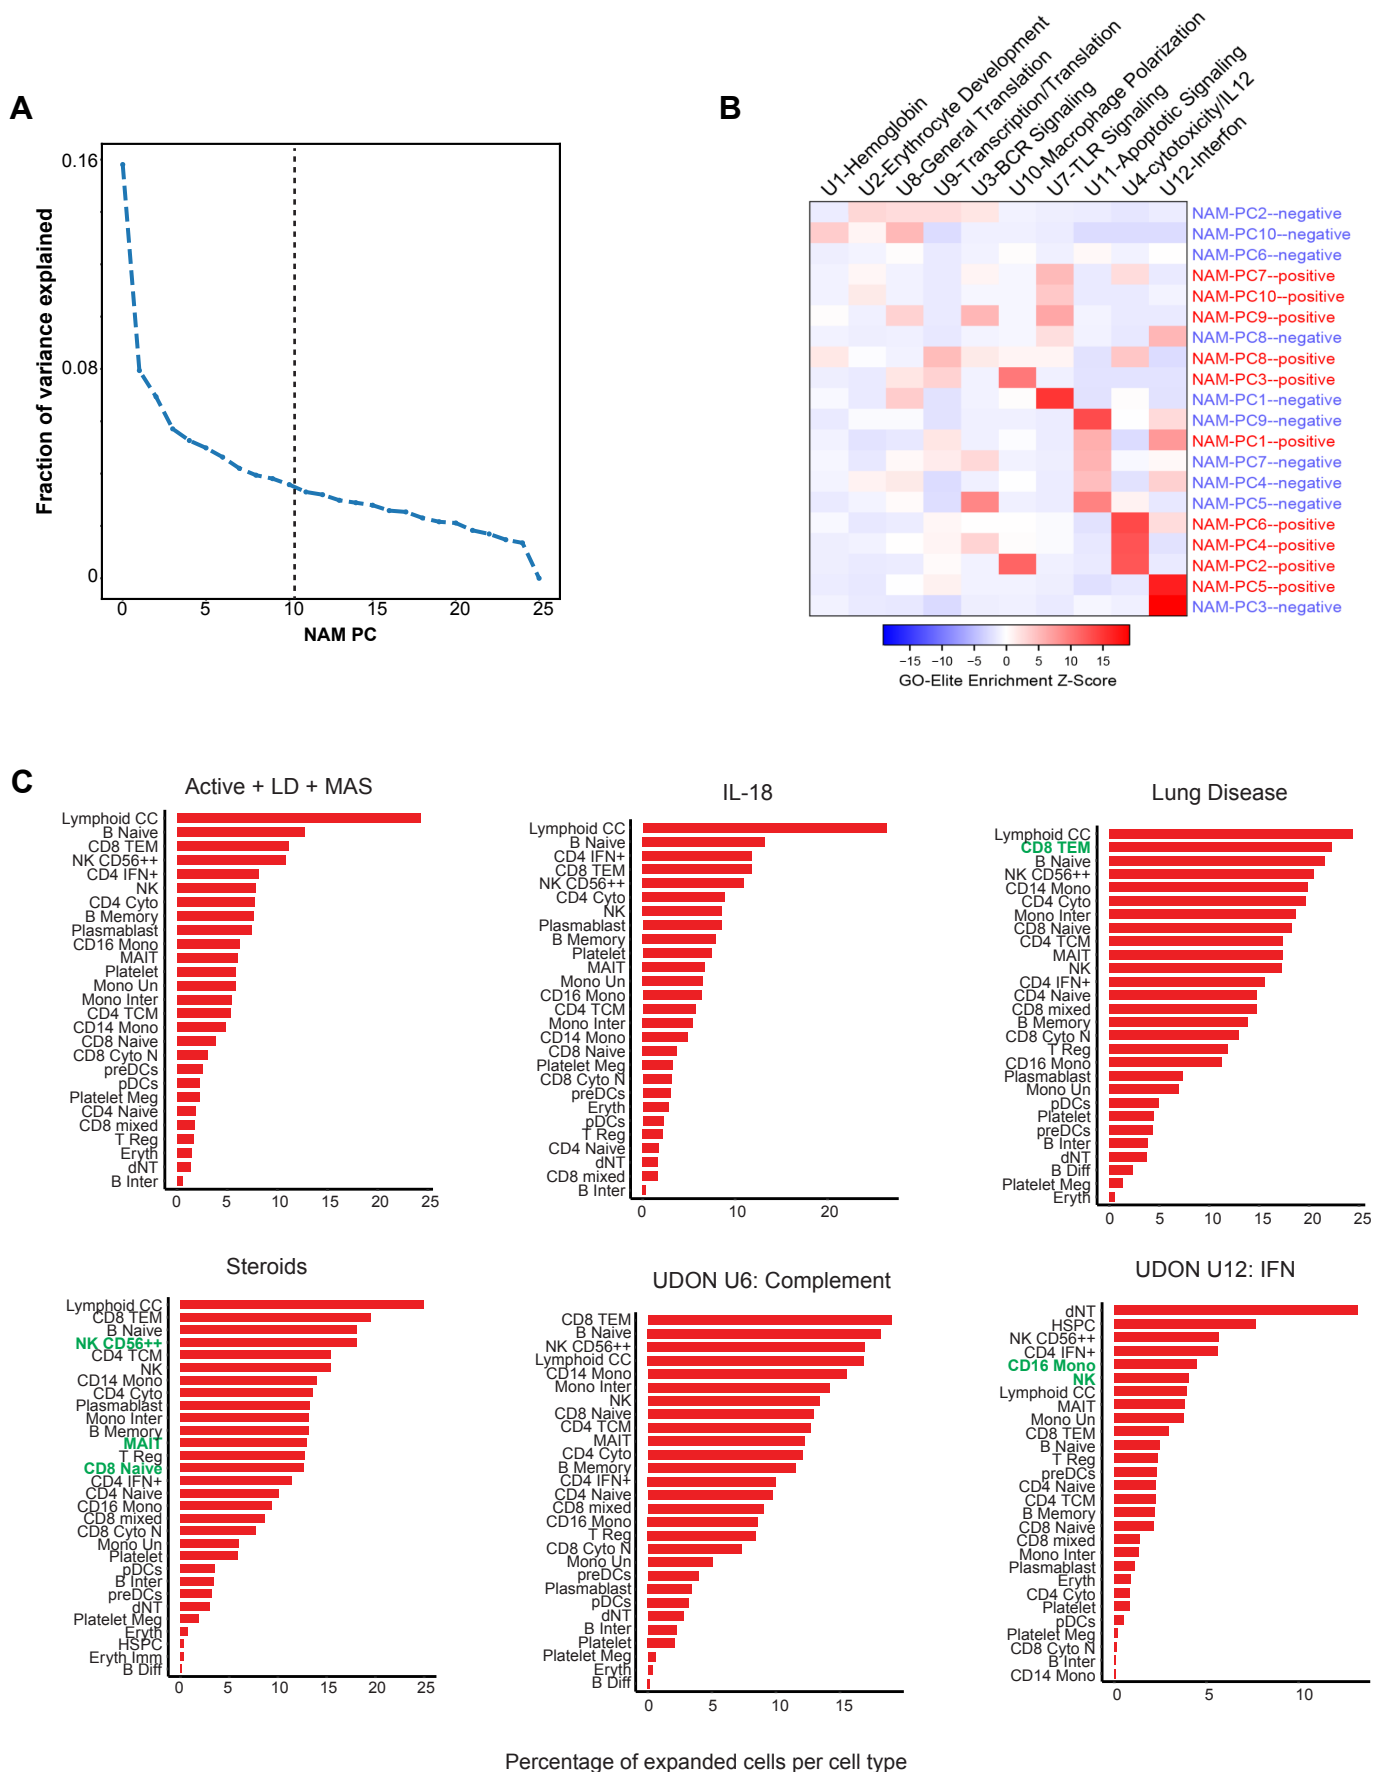 A
0.16
0.08
0
Fraction of variance explained
0
5
10
15
20
25
NAM PC
B
U1-Hemoglobin
U2-Erythrocyte Development
U8-General Translation
U9-Transcription/Translation
U3-BCR Signaling
U10-Macrophage Polarization
U7-TLR Signaling
U11-Apoptotic Signaling
U4-cytotoxicity/IL12
U12-Interfon
NAM-PC2--negative
NAM-PC10--negative
NAM-PC6--negative
NAM-PC7--positive
NAM-PC10--positive
NAM-PC9--positive
NAM-PC8--negative
NAM-PC8--positive
NAM-PC3--positive
NAM-PC1--negative
NAM-PC9--negative
NAM-PC1--positive
NAM-PC7--negative
NAM-PC4--negative
NAM-PC5--negative
NAM-PC6--positive
NAM-PC4--positive
NAM-PC2--positive
NAM-PC5--positive
NAM-PC3--negative
−15 −10 −5 0 5 10 15
GO-Elite Enrichment Z-Score
C
Active + LD + MAS
Lymphoid CC
B Naive
CD8 TEM
NK CD56++
CD4 IFN+
NK
CD4 Cyto
B Memory
Plasmablast
CD16 Mono
MAIT
Platelet
Mono Un
Mono Inter
CD4 TCM
CD14 Mono
CD8 Naive
CD8 Cyto N
preDCs
pDCs
Platelet Meg
CD4 Naive
CD8 mixed
T Reg
Eryth
dNT
B Inter
0 5 10 15 20 25
IL-18
Lymphoid CC
B Naive
CD4 IFN+
CD8 TEM
NK CD56++
CD4 Cyto
NK
Plasmablast
B Memory
Platelet
MAIT
Mono Un
CD16 Mono
CD4 TCM
Mono Inter
CD14 Mono
CD8 Naive
Platelet Meg
CD8 Cyto N
preDCs
Eryth
pDCs
T Reg
CD4 Naive
dNT
CD8 mixed
B Inter
0 10 20
Lung Disease
Lymphoid CC
CD8 TEM
B Naive
NK CD56++
CD14 Mono
CD4 Cyto
Mono Inter
CD8 Naive
CD4 TCM
MAIT
NK
CD4 IFN+
CD4 Naive
CD8 mixed
B Memory
CD8 Cyto N
T Reg
CD16 Mono
Plasmablast
Mono Un
pDCs
Platelet
preDCs
B Inter
dNT
B Diff
Platelet Meg
Eryth
0 5 10 15 20 25
Steroids
Lymphoid CC
CD8 TEM
B Naive
NK CD56++
CD4 TCM
NK
CD14 Mono
CD4 Cyto
Plasmablast
Mono Inter
B Memory
MAIT
T Reg
CD8 Naive
CD4 IFN+
CD4 Naive
CD16 Mono
CD8 mixed
CD8 Cyto N
Mono Un
Platelet
pDCs
B Inter
preDCs
dNT
Platelet Meg
Eryth
HSPC
Eryth Imm
B Diff
0 5 10 15 20 25
UDON U6: Complement
CD8 TEM
B Naive
NK CD56++
Lymphoid CC
CD14 Mono
Mono Inter
NK
CD8 Naive
CD4 TCM
MAIT
CD4 Cyto
B Memory
CD4 IFN+
CD4 Naive
CD8 mixed
CD16 Mono
T Reg
CD8 Cyto N
Mono Un
preDCs
Plasmablast
pDCs
dNT
B Inter
Platelet
Platelet Meg
Eryth
B Diff
0 5 10 15
UDON U12: IFN
dNT
HSPC
NK CD56++
CD4 IFN+
CD16 Mono
NK
Lymphoid CC
MAIT
Mono Un
CD8 TEM
B Naive
T Reg
preDCs
CD4 Naive
CD4 TCM
B Memory
CD8 Naive
CD8 mixed
Mono Inter
Plasmablast
Eryth
CD4 Cyto
Platelet
pDCs
Platelet Meg
CD8 Cyto N
B Inter
CD14 Mono
0 5 10
Percentage of expanded cells per cell type